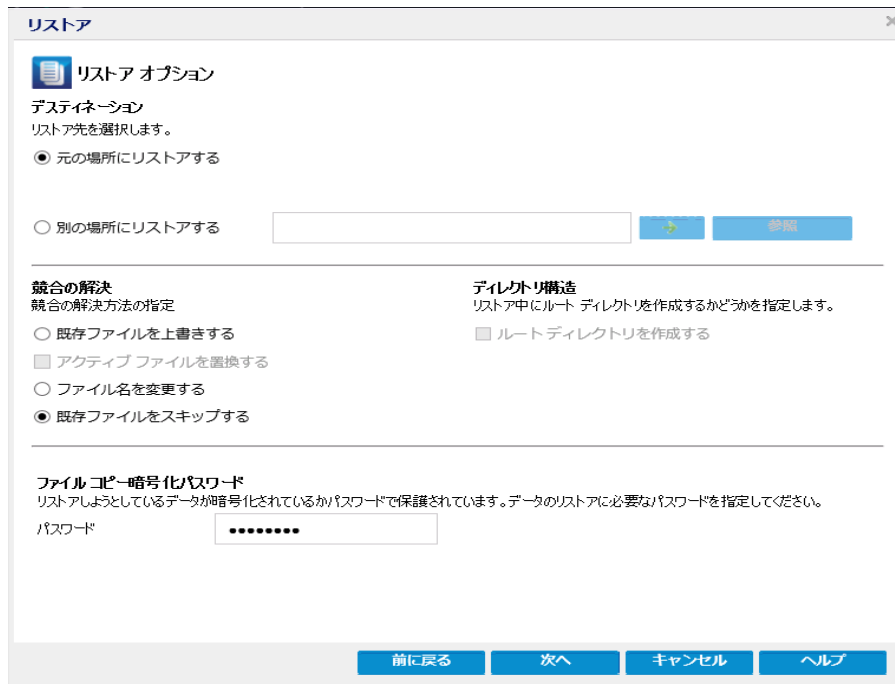 リストア
リストア オプション
デスティネーション
リストア先を選択します。
元の場所にリストアする
別の場所にリストアする
参照
競合の解決
競合の解決方法の指定
既存ファイルを上書きする
アクティブ ファイルを置換する
ファイル名を変更する
既存ファイルをスキップする
ディレクトリ構造
リストア中にルート ディレクトリを作成するかどうかを指定します。
ルート ディレクトリを作成する
ファイル コピー暗号化パスワード
リストアしようとしているデータが暗号化されているかパスワードで保護されています。データのリストアに必要なパスワードを指定してください。
パスワード ••••••••
前に戻る 次へ キャンセル ヘルプ